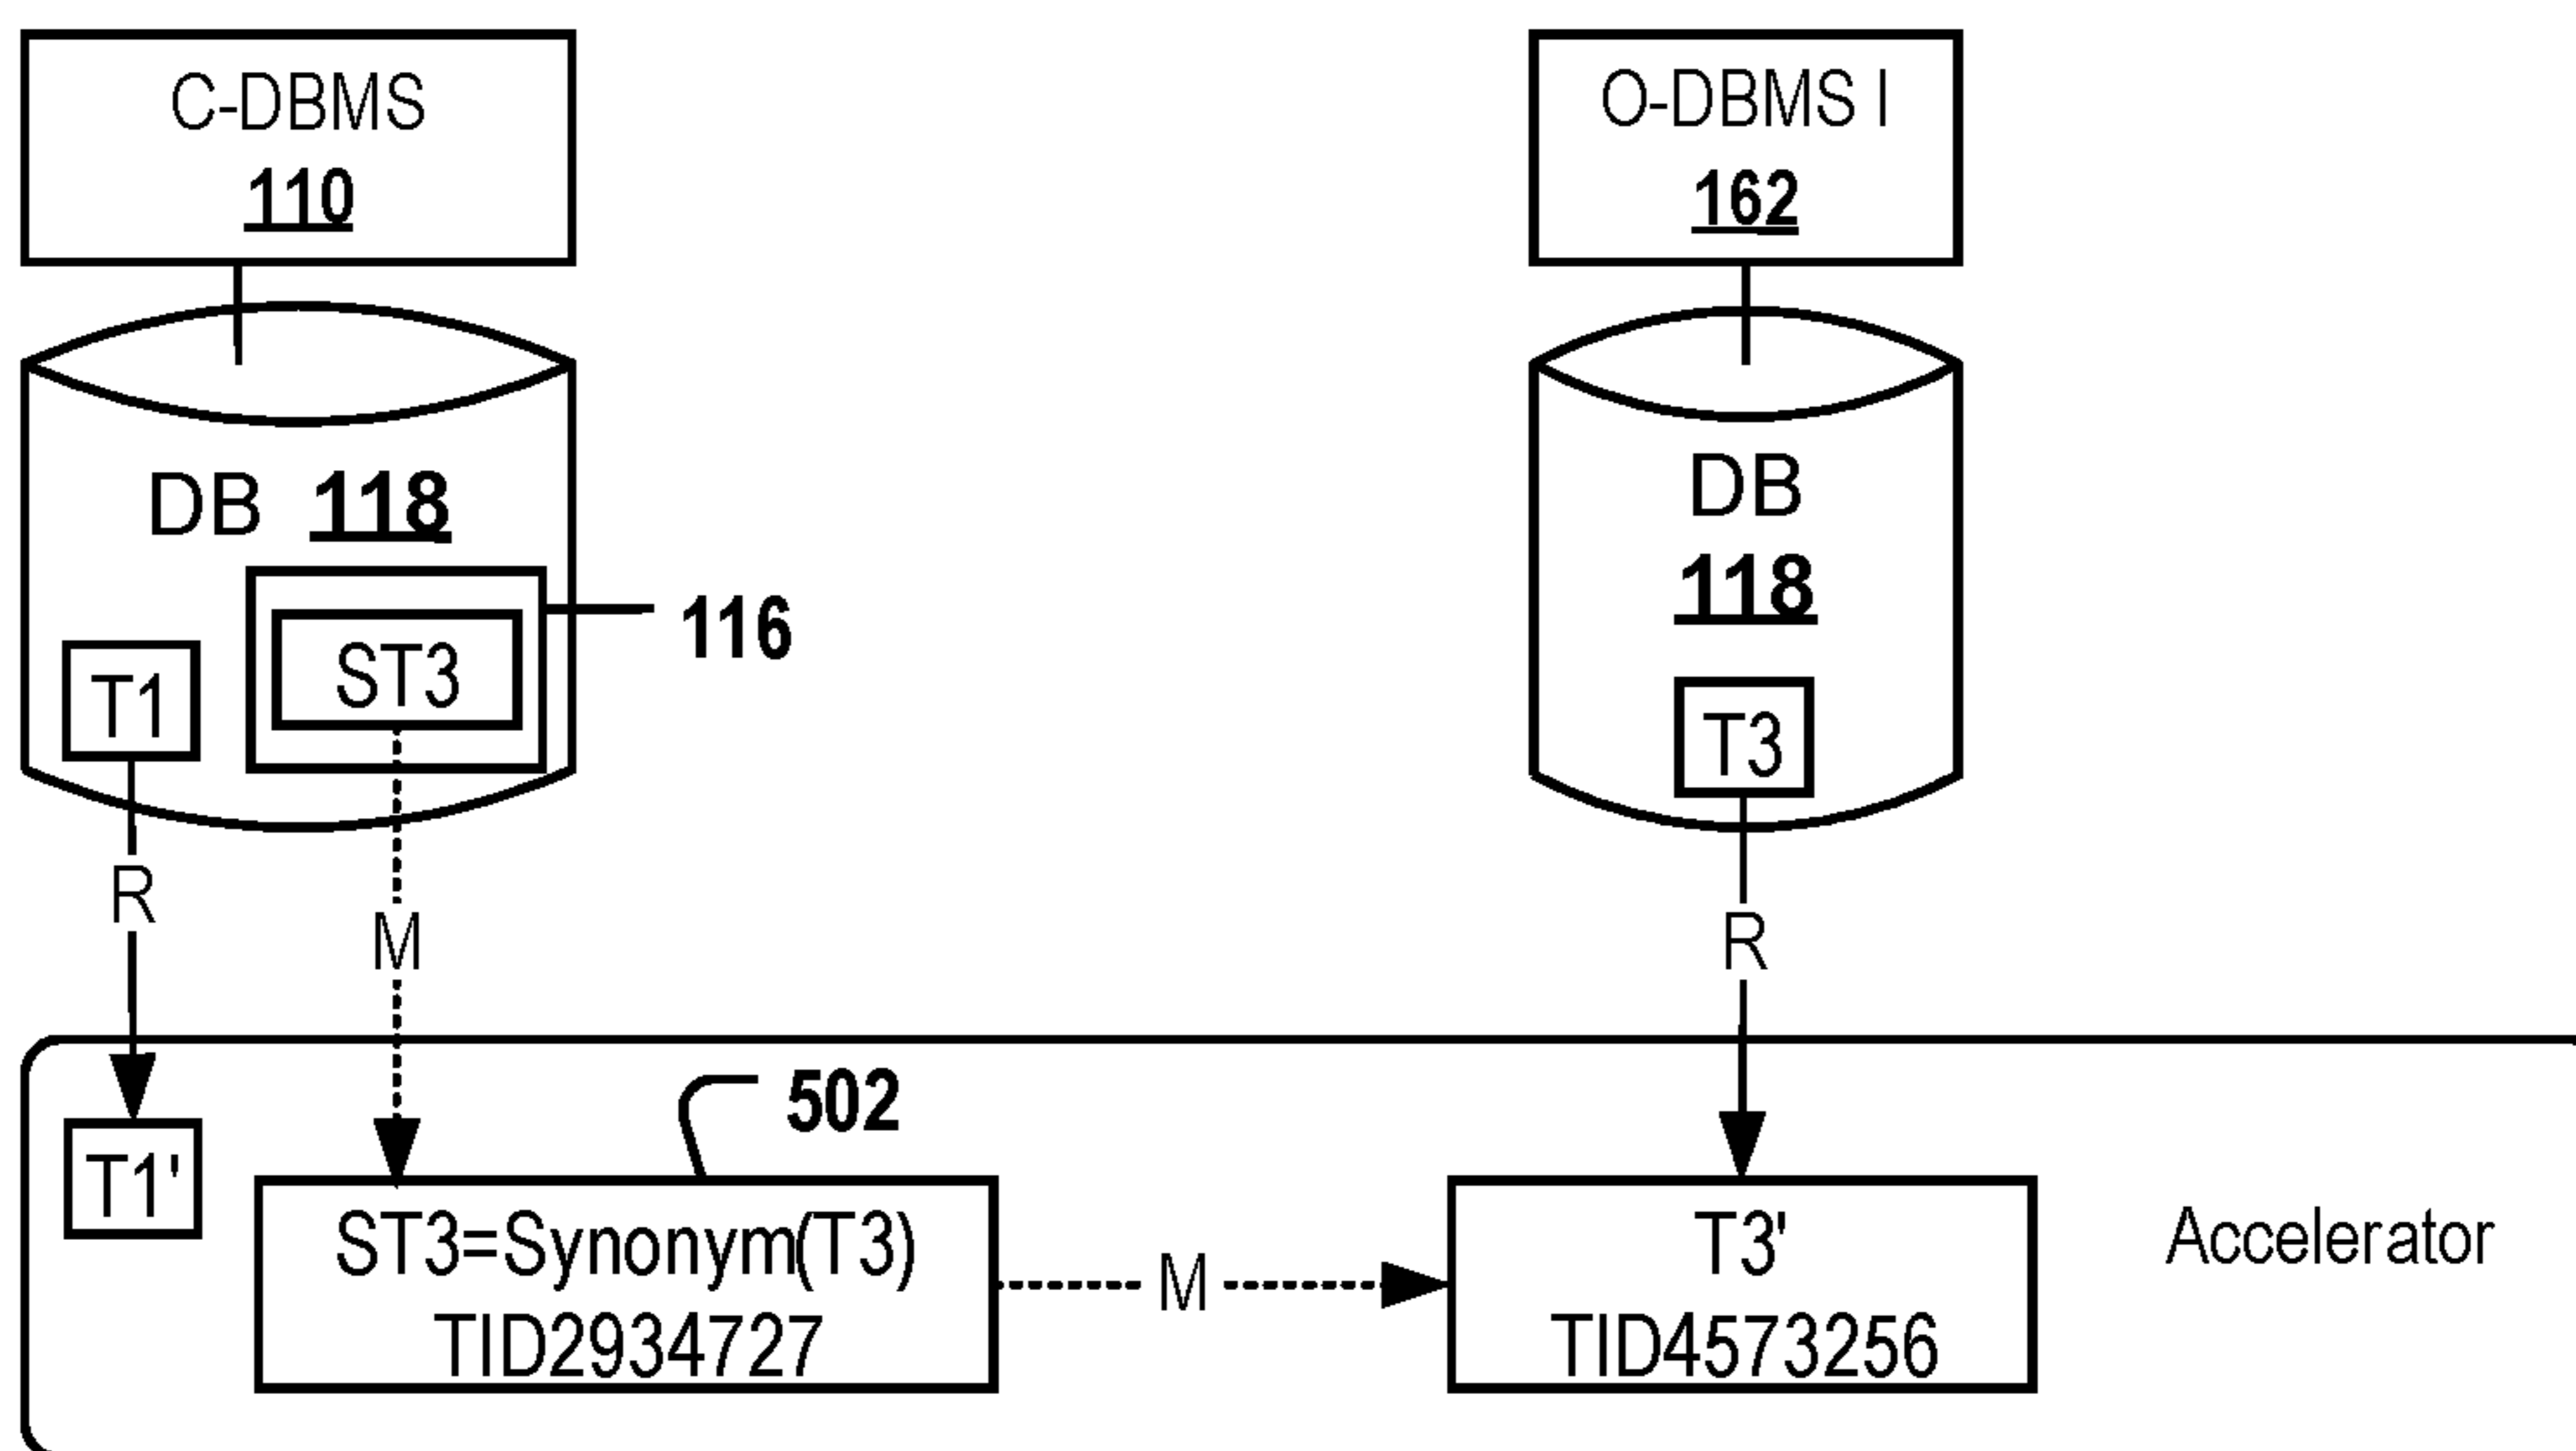 C-DBMS
110
O-DBMS I
162
DB 118
DB
118
116
ST3
T1
T3
R
M
R
502
T1'
ST3=Synonym(T3)
TID2934727
M
T3'
TID4573256
Accelerator